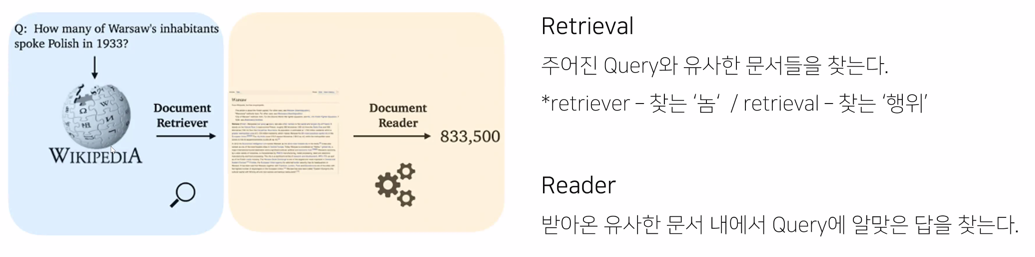 Q: How many of Warsaw's inhabitants
spoke Polish in 1933?
WIKIPEDIA
Document
Retriever
Document
Reader
833,500
Retrieval
주어진 Query와 유사한 문서들을 찾는다.
*retriever – 찾는 ‘놈‘ / retrieval – 찾는 ‘행위’
Reader
받아온 유사한 문서 내에서 Query에 알맞은 답을 찾는다.